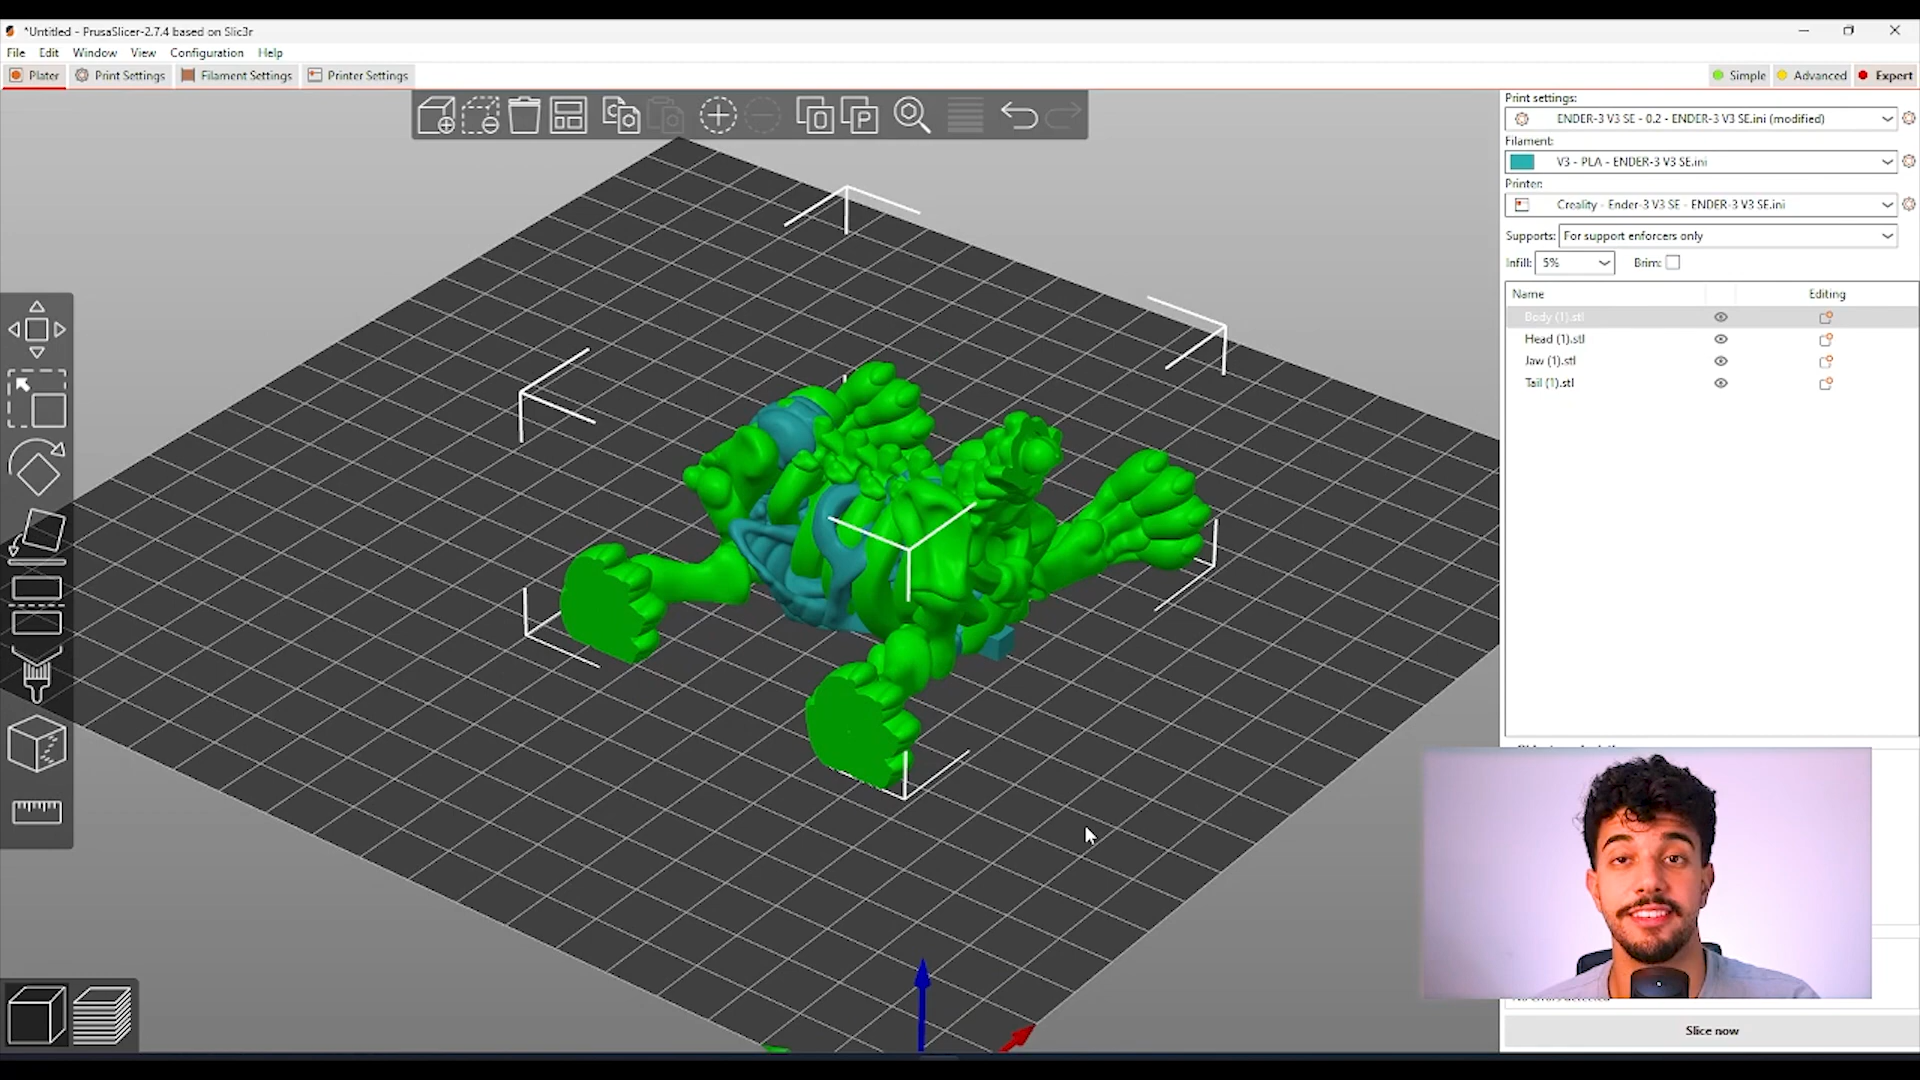 *Untitled - PrusaSlicer-2.7.4 based on Slic3r
File Edit Window View Configuration Help
Plater Print Settings Filament Settings Printer Settings
Simple Advanced Expert
Print settings:
ENDER-3 V3 SE - 0.2 - ENDER-3 V3 SE.ini (modified)
Filament:
V3 - PLA - ENDER-3 V3 SE.ini
Printer:
Creality - Ender-3 V3 SE - ENDER-3 V3 SE.ini
Supports: For support enforcers only
Infill: 5% Brim:
Name Editing
Body (1).stl
Head (1).stl
Jaw (1).stl
Tail (1).stl
Slice now